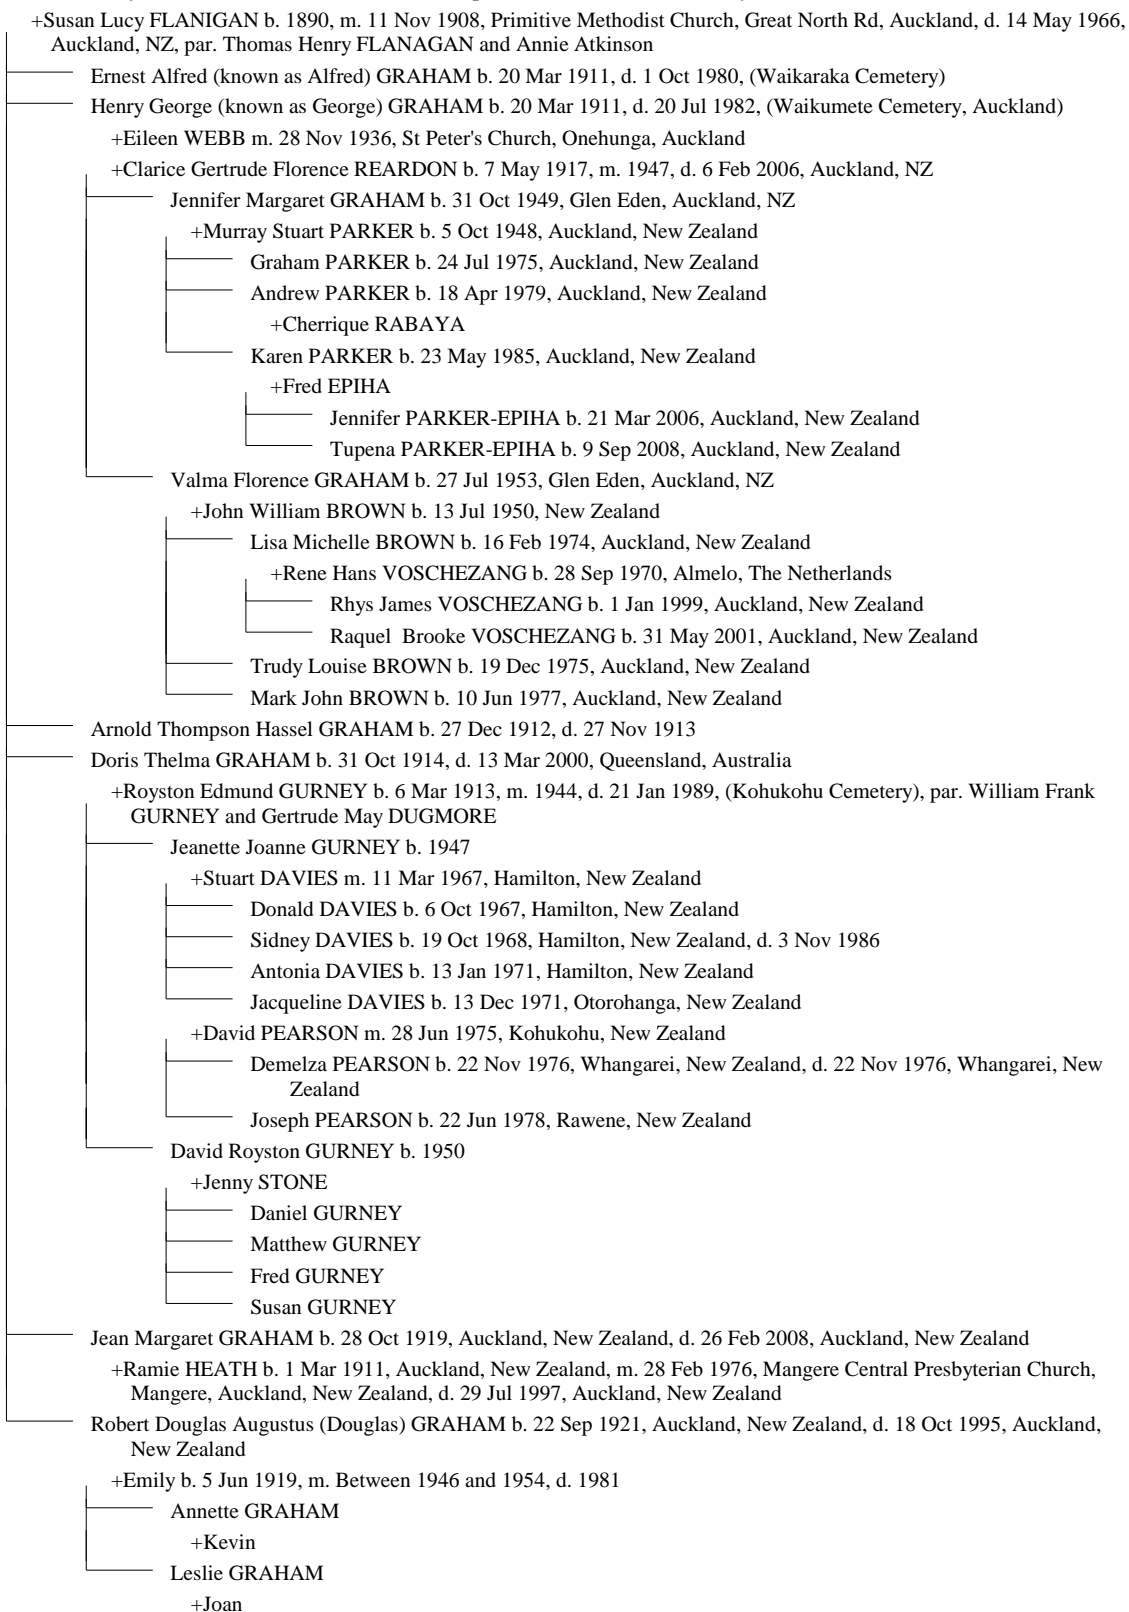 +Susan Lucy FLANIGAN b. 1890, m. 11 Nov 1908, Primitive Methodist Church, Great North Rd, Auckland, d. 14 May 1966,
Auckland, NZ, par. Thomas Henry FLANAGAN and Annie Atkinson
Ernest Alfred (known as Alfred) GRAHAM b. 20 Mar 1911, d. 1 Oct 1980, (Waikaraka Cemetery)
Henry George (known as George) GRAHAM b. 20 Mar 1911, d. 20 Jul 1982, (Waikumete Cemetery, Auckland)
+Eileen WEBB m. 28 Nov 1936, St Peter's Church, Onehunga, Auckland
+Clarice Gertrude Florence REARDON b. 7 May 1917, m. 1947, d. 6 Feb 2006, Auckland, NZ
Jennifer Margaret GRAHAM b. 31 Oct 1949, Glen Eden, Auckland, NZ
+Murray Stuart PARKER b. 5 Oct 1948, Auckland, New Zealand
Graham PARKER b. 24 Jul 1975, Auckland, New Zealand
Andrew PARKER b. 18 Apr 1979, Auckland, New Zealand
+Cherrique RABAYA
Karen PARKER b. 23 May 1985, Auckland, New Zealand
+Fred EPIHA
Jennifer PARKER-EPIHA b. 21 Mar 2006, Auckland, New Zealand
Tupena PARKER-EPIHA b. 9 Sep 2008, Auckland, New Zealand
Valma Florence GRAHAM b. 27 Jul 1953, Glen Eden, Auckland, NZ
+John William BROWN b. 13 Jul 1950, New Zealand
Lisa Michelle BROWN b. 16 Feb 1974, Auckland, New Zealand
+Rene Hans VOSCHEZANG b. 28 Sep 1970, Almelo, The Netherlands
Rhys James VOSCHEZANG b. 1 Jan 1999, Auckland, New Zealand
Raquel  Brooke VOSCHEZANG b. 31 May 2001, Auckland, New Zealand
Trudy Louise BROWN b. 19 Dec 1975, Auckland, New Zealand
Mark John BROWN b. 10 Jun 1977, Auckland, New Zealand
Arnold Thompson Hassel GRAHAM b. 27 Dec 1912, d. 27 Nov 1913
Doris Thelma GRAHAM b. 31 Oct 1914, d. 13 Mar 2000, Queensland, Australia
+Royston Edmund GURNEY b. 6 Mar 1913, m. 1944, d. 21 Jan 1989, (Kohukohu Cemetery), par. William Frank
GURNEY and Gertrude May DUGMORE
Jeanette Joanne GURNEY b. 1947
+Stuart DAVIES m. 11 Mar 1967, Hamilton, New Zealand
Donald DAVIES b. 6 Oct 1967, Hamilton, New Zealand
Sidney DAVIES b. 19 Oct 1968, Hamilton, New Zealand, d. 3 Nov 1986
Antonia DAVIES b. 13 Jan 1971, Hamilton, New Zealand
Jacqueline DAVIES b. 13 Dec 1971, Otorohanga, New Zealand
+David PEARSON m. 28 Jun 1975, Kohukohu, New Zealand
Demelza PEARSON b. 22 Nov 1976, Whangarei, New Zealand, d. 22 Nov 1976, Whangarei, New
Zealand
Joseph PEARSON b. 22 Jun 1978, Rawene, New Zealand
David Royston GURNEY b. 1950
+Jenny STONE
Daniel GURNEY
Matthew GURNEY
Fred GURNEY
Susan GURNEY
Jean Margaret GRAHAM b. 28 Oct 1919, Auckland, New Zealand, d. 26 Feb 2008, Auckland, New Zealand
+Ramie HEATH b. 1 Mar 1911, Auckland, New Zealand, m. 28 Feb 1976, Mangere Central Presbyterian Church,
Mangere, Auckland, New Zealand, d. 29 Jul 1997, Auckland, New Zealand
Robert Douglas Augustus (Douglas) GRAHAM b. 22 Sep 1921, Auckland, New Zealand, d. 18 Oct 1995, Auckland,
New Zealand
+Emily b. 5 Jun 1919, m. Between 1946 and 1954, d. 1981
Annette GRAHAM
+Kevin
Leslie GRAHAM
+Joan